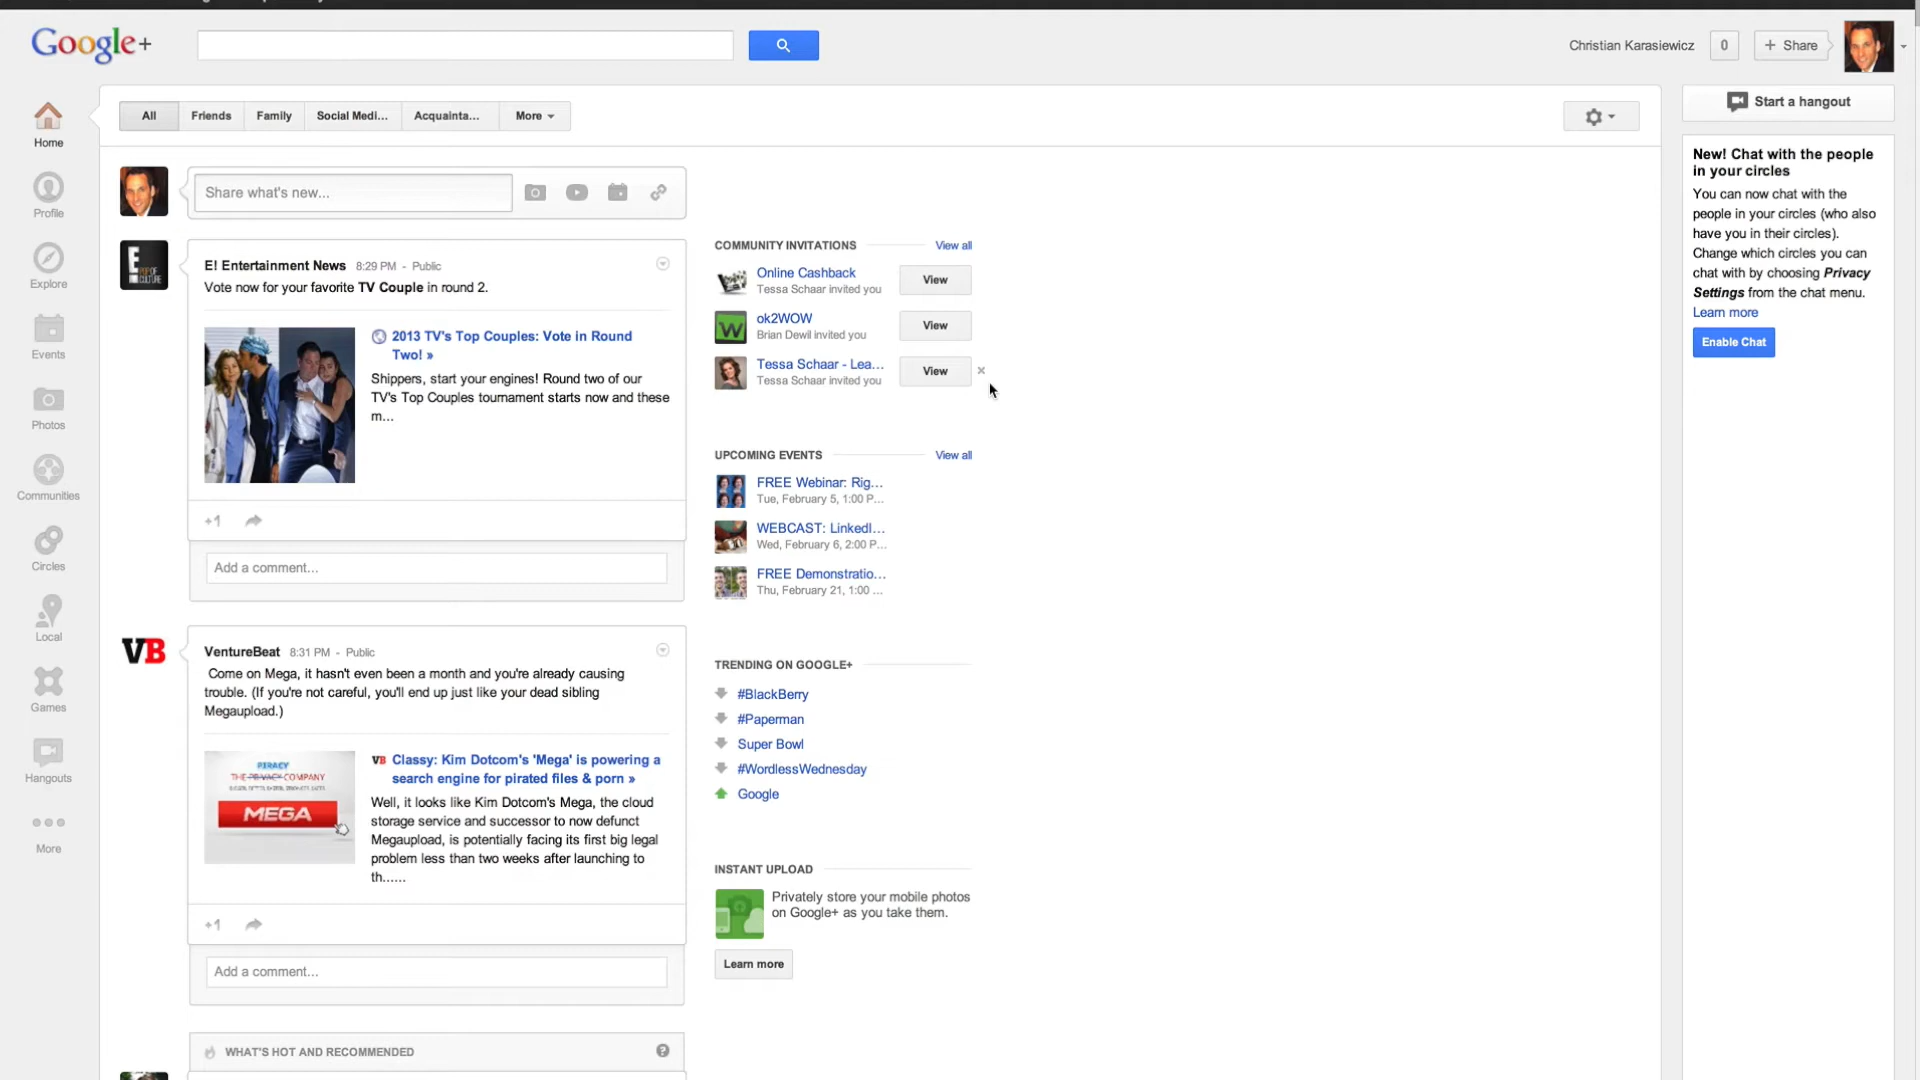 Google+
Christian Karasiewicz
0
+ Share
Home
Profile
Explore
Events
Photos
Communities
Circles
Local
Games
Hangouts
More
All
Friends
Family
Social Medi...
Acquainta...
More
Share what's new...
E! Entertainment News 8:29 PM - Public
Vote now for your favorite TV Couple in round 2.
2013 TV's Top Couples: Vote in Round
Two! »
Shippers, start your engines! Round two of our
TV's Top Couples tournament starts now and these
m...
+1
Add a comment...
VB
VentureBeat 8:31 PM - Public
Come on Mega, it hasn't even been a month and you're already causing
trouble. (If you're not careful, you'll end up just like your dead sibling
Megaupload.)
PIRACY
THE PRIVACY COMPANY
MEGA
VB Classy: Kim Dotcom's 'Mega' is powering a
search engine for pirated files & porn »
Well, it looks like Kim Dotcom's Mega, the cloud
storage service and successor to now defunct
Megaupload, is potentially facing its first big legal
problem less than two weeks after launching to
th......
+1
Add a comment...
WHAT'S HOT AND RECOMMENDED
?
COMMUNITY INVITATIONS View all
Online Cashback
Tessa Schaar invited you
View
W
ok2WOW
Brian Dewil invited you
View
Tessa Schaar - Lea...
Tessa Schaar invited you
View
UPCOMING EVENTS View all
FREE Webinar: Rig...
Tue, February 5, 1:00 P...
WEBCAST: LinkedI...
Wed, February 6, 2:00 P...
FREE Demonstratio...
Thu, February 21, 1:00 ...
TRENDING ON GOOGLE+
#BlackBerry
#Paperman
Super Bowl
#WordlessWednesday
Google
INSTANT UPLOAD
Privately store your mobile photos
on Google+ as you take them.
Learn more
Start a hangout
New! Chat with the people
in your circles
You can now chat with the
people in your circles (who also
have you in their circles).
Change which circles you can
chat with by choosing Privacy
Settings from the chat menu.
Learn more
Enable Chat